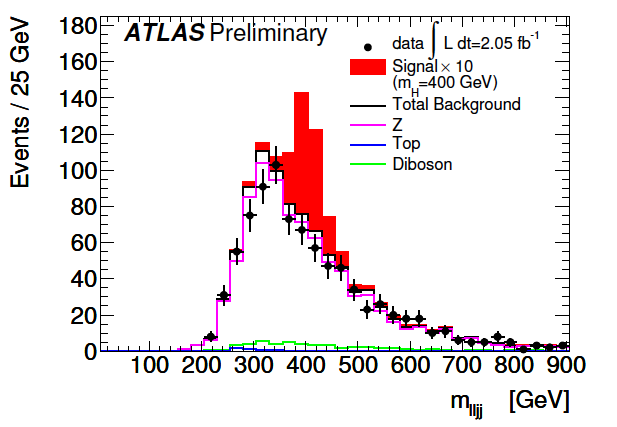 ATLAS Preliminary
data ∫ L dt=2.05 fb⁻¹
Signal × 10
(m_H=400 GeV)
Total Background
Z
Top
Diboson
Events / 25 GeV
180
160
140
120
100
80
60
40
20
0
100 200 300 400 500 600 700 800 900
m_lljj [GeV]